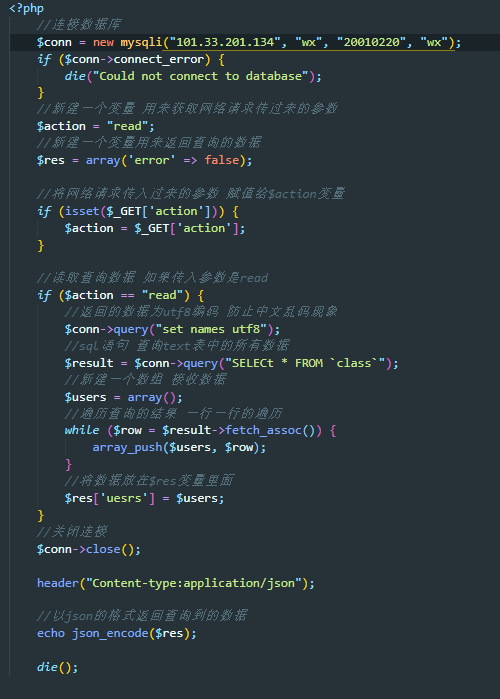 <?php
//连接数据库
$conn = new mysqli("101.33.201.134", "wx", "20010220", "wx");
if ($conn->connect_error) {
die("Could not connect to database");
}
//新建一个变量 用来获取网络请求传过来的参数
$action = "read";
//新建一个变量用来返回查询的数据
$res = array('error' => false);
//将网络请求传入过来的参数 赋值给$action变量
if (isset($_GET['action'])) {
$action = $_GET['action'];
}
//读取查询数据 如果传入参数是read
if ($action == "read") {
//返回的数据为utf8编码 防止中文乱码现象
$conn->query("set names utf8");
//sql语句 查询text表中的所有数据
$result = $conn->query("SELECt * FROM `class`");
//新建一个数组 接收数据
$users = array();
//遍历查询的结果 一行一行的遍历
while ($row = $result->fetch_assoc()) {
array_push($users, $row);
}
//将数据放在$res变量里面
$res['uesrs'] = $users;
}
//关闭连接
$conn->close();
header("Content-type:application/json");
//以json的格式返回查询到的数据
echo json_encode($res);
die();